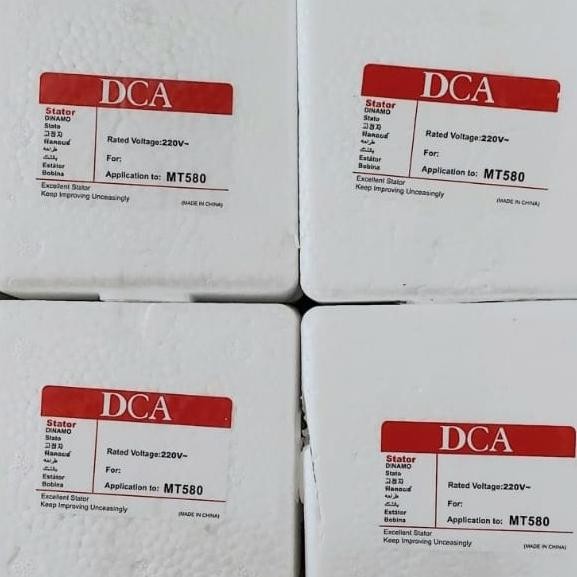 DCA
Stator
DINAMO
Stato
고정자
Rated Voltage:220V~
For:
Estátor
Bobina
Application to: MT580
Excellent Stator
Keep Improving Unceasingly
(MADE IN CHINA)
DCA
Stator
DINAMO
Stato
고정자
Rated Voltage:220V~
For:
Estátor
Bobina
Application to: MT580
Excellent Stator
Keep Improving Unceasingly
(MADE IN CHINA)
DCA
Stator
DINAMO
Stato
고정자
Rated Voltage:220V~
For:
Estátor
Bobina
Application to: MT580
Excellent Stator
Keep Improving Unceasingly
(MADE IN CHINA)
DCA
Stator
DINAMO
Stato
고정자
Rated Voltage:220V~
For:
Estátor
Bobina
Application to: MT580
Excellent Stator
Keep Improving Unceasingly
(MADE IN CHINA)